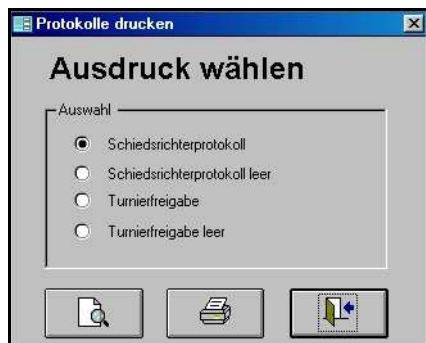 Protokolle drucken
Ausdruck wählen
Auswahl
Schiedsrichterprotokoll
Schiedsrichterprotokoll leer
Turnierfreigabe
Turnierfreigabe leer